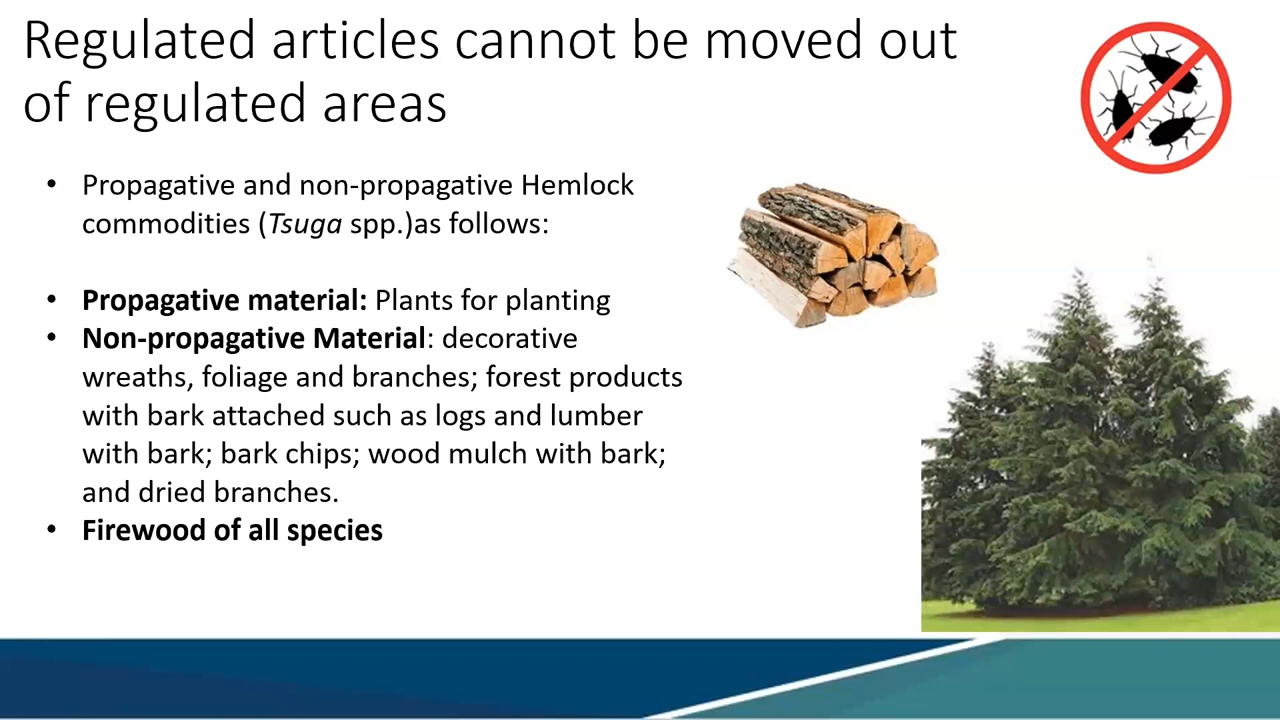 Regulated articles cannot be moved out
of regulated areas
• Propagative and non-propagative Hemlock
commodities (Tsuga spp.)as follows:
• Propagative material: Plants for planting
• Non-propagative Material: decorative
wreaths, foliage and branches; forest products
with bark attached such as logs and lumber
with bark; bark chips; wood mulch with bark;
and dried branches.
• Firewood of all species